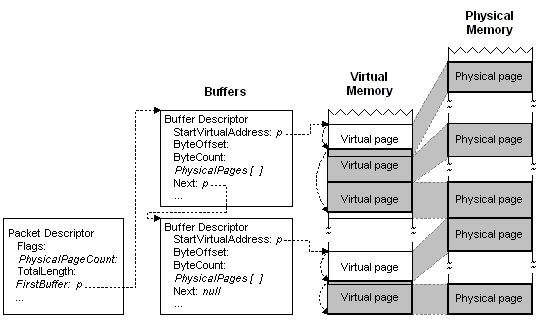 Physical
Memory
Buffers
Virtual
Memory
Physical page
Buffer Descriptor
StartVirtualAddress: p
ByteOffset:
ByteCount:
PhysicalPages [ ]
Next: p
...
Virtual page
Virtual page
Virtual page
Physical page
Physical page
Physical page
Packet Descriptor
Flags:
PhysicalPageCount:
TotalLength:
FirstBuffer: p
...
Buffer Descriptor
StartVirtualAddress: p
ByteOffset:
ByteCount:
PhysicalPages [ ]
Next: null
...
Virtual page
Virtual page
Physical page